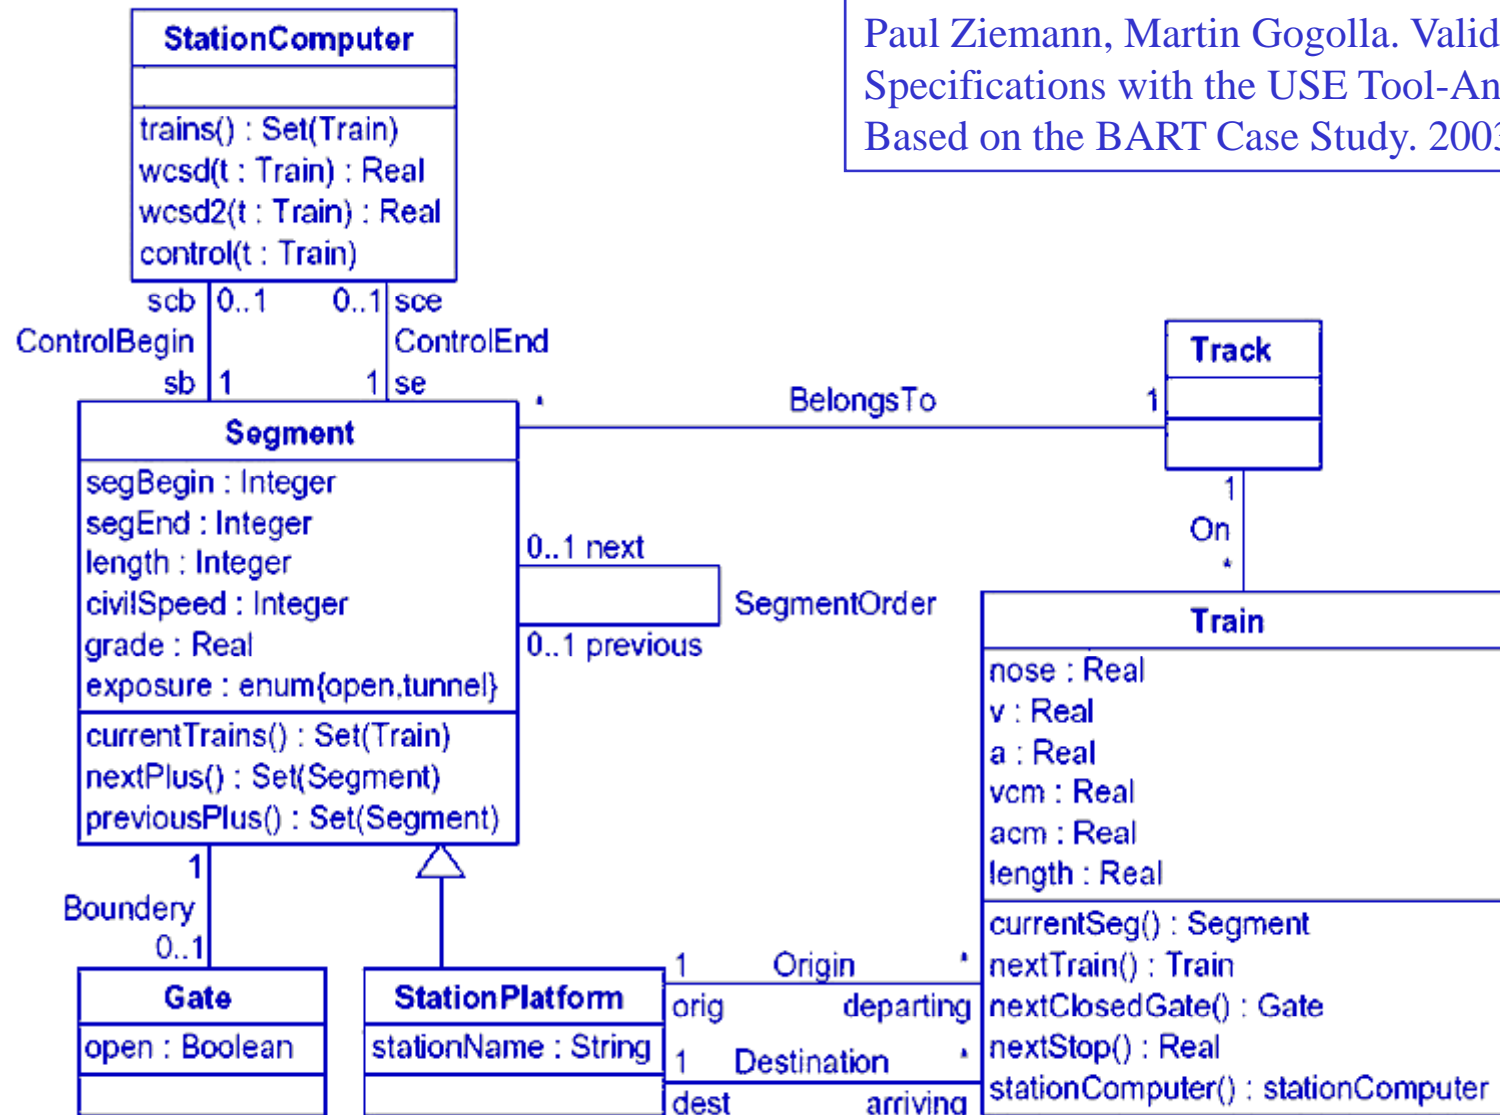 Paul Ziemann, Martin Gogolla. Valid
Specifications with the USE Tool-An
Based on the BART Case Study. 2003
StationComputer
trains() : Set(Train)
wcsd(t : Train) : Real
wcsd2(t : Train) : Real
control(t : Train)
scb 0..1 0..1 sce
ControlBegin ControlEnd
sb 1 1 se
Track
* BelongsTo 1
Segment
segBegin : Integer
segEnd : Integer
length : Integer
civilSpeed : Integer
grade : Real
exposure : enum{open,tunnel}
currentTrains() : Set(Train)
nextPlus() : Set(Segment)
previousPlus() : Set(Segment)
0..1 next
SegmentOrder
0..1 previous
1
On
*
Train
nose : Real
v : Real
a : Real
vcm : Real
acm : Real
length : Real
currentSeg() : Segment
nextTrain() : Train
nextClosedGate() : Gate
nextStop() : Real
stationComputer() : stationComputer
1
Boundery
0..1
Gate
open : Boolean
StationPlatform
stationName : String
1 Origin *
orig departing
1 Destination *
dest arriving